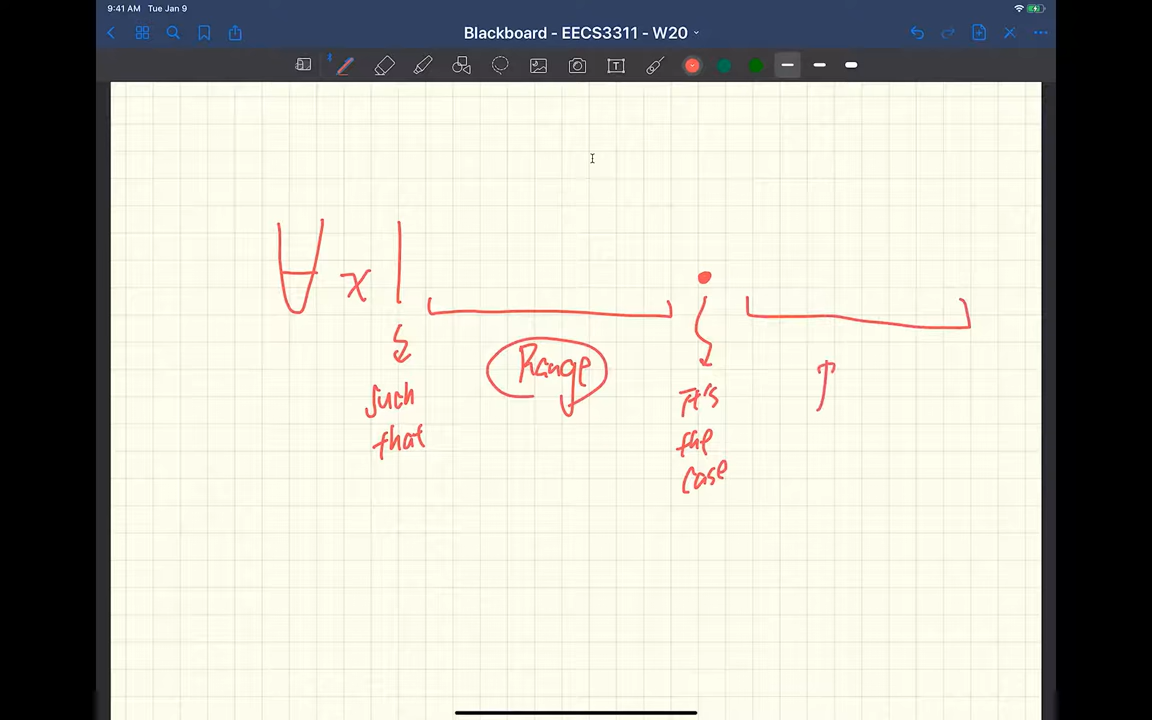 9:41 AM Tue Jan 9
Blackboard - EECS3311 - W20
∀ x | •
Range
such
that
It's
the
case